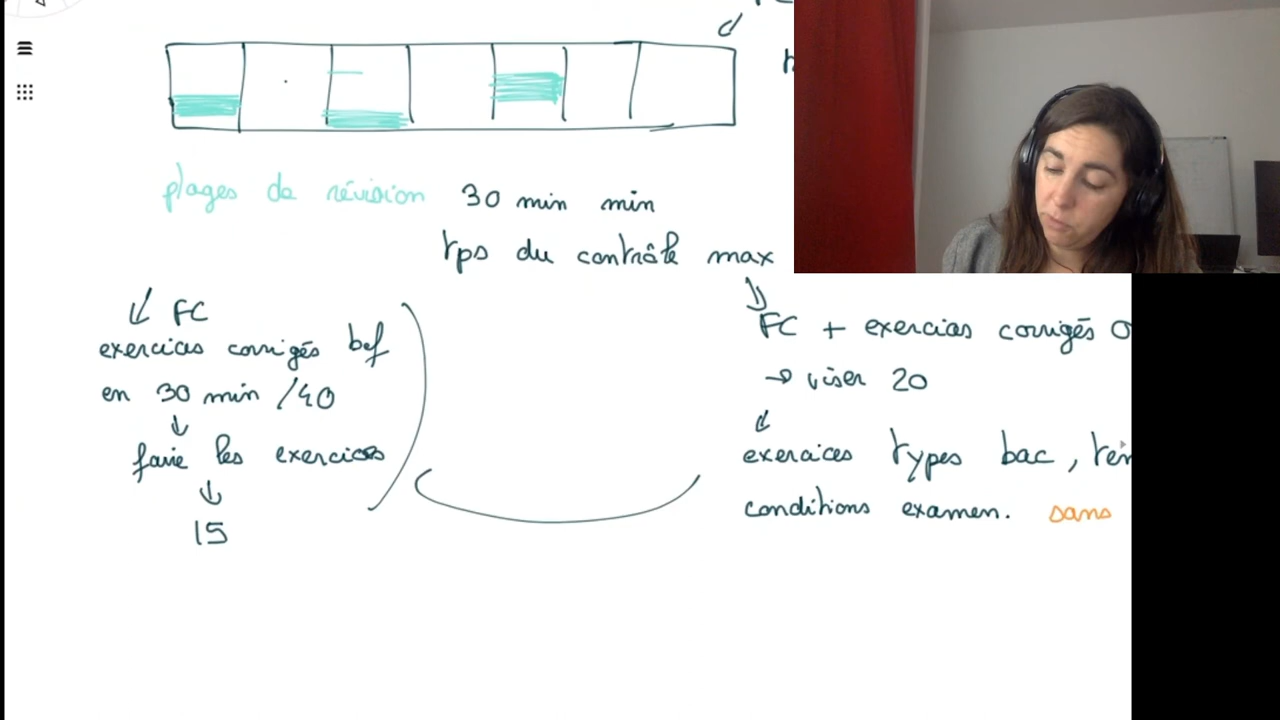 plages de révision 30 min min
tps du contrôle max
FC
exercices corrigés bef
en 30 min /40
faire les exercices
15
FC + exercices corrigés
→ viser 20
exercices types bac,
conditions examen. sans